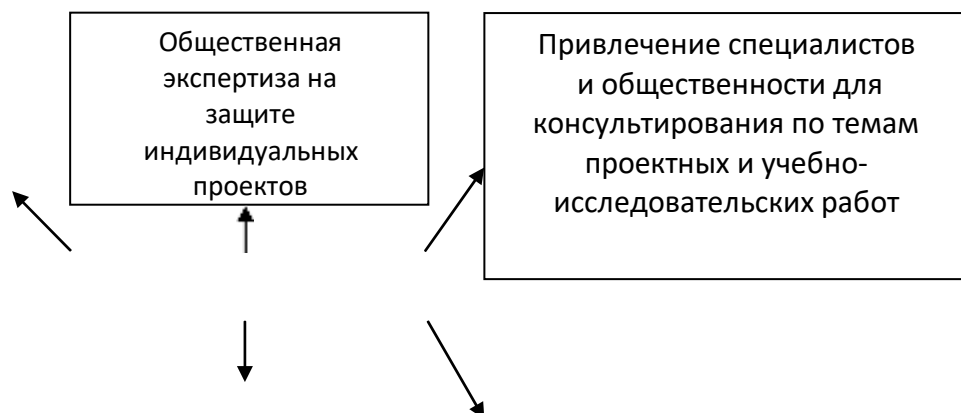 Общественная
экспертиза на
защите
индивидуальных
проектов
Привлечение специалистов
и общественности для
консультирования по темам
проектных и учебно-
исследовательских работ